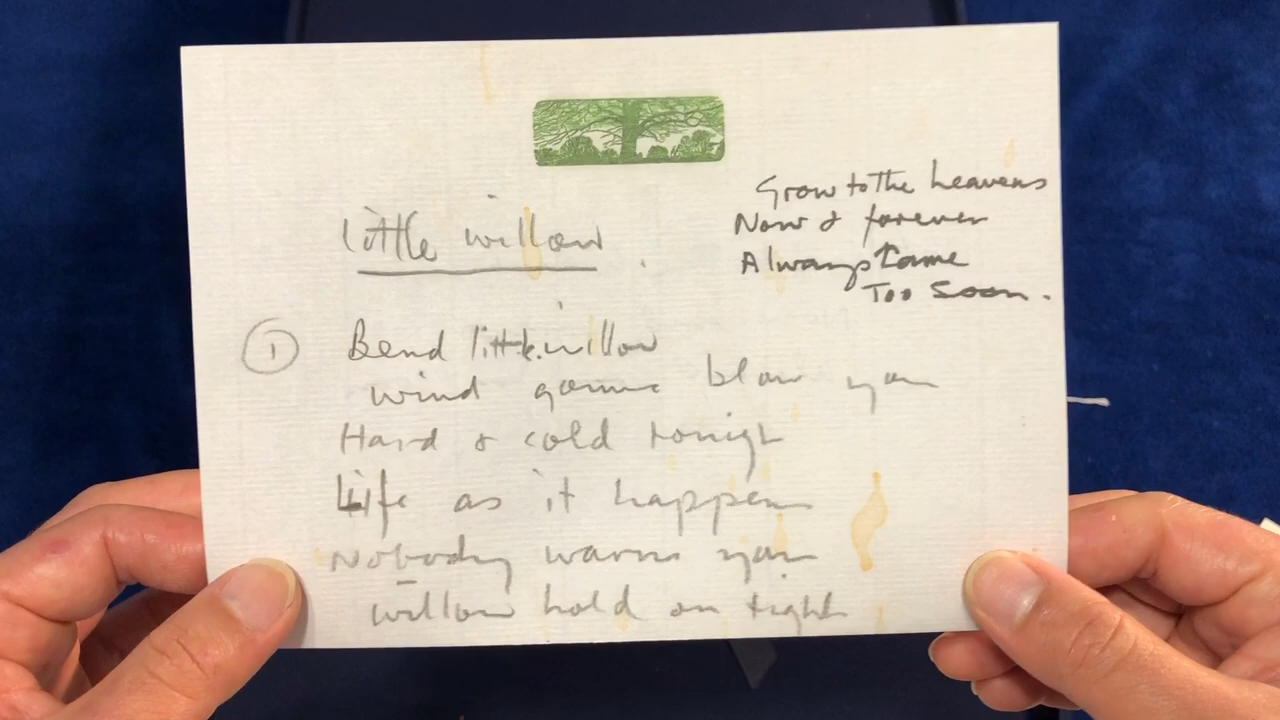 Little willow.
Grow to the heavens
Now & forever
Always came
Too Soon.
① Bend little willow
wind gonna blow you
Hard & cold tonight
Life as it happens
Nobody warns you
willow hold on tight